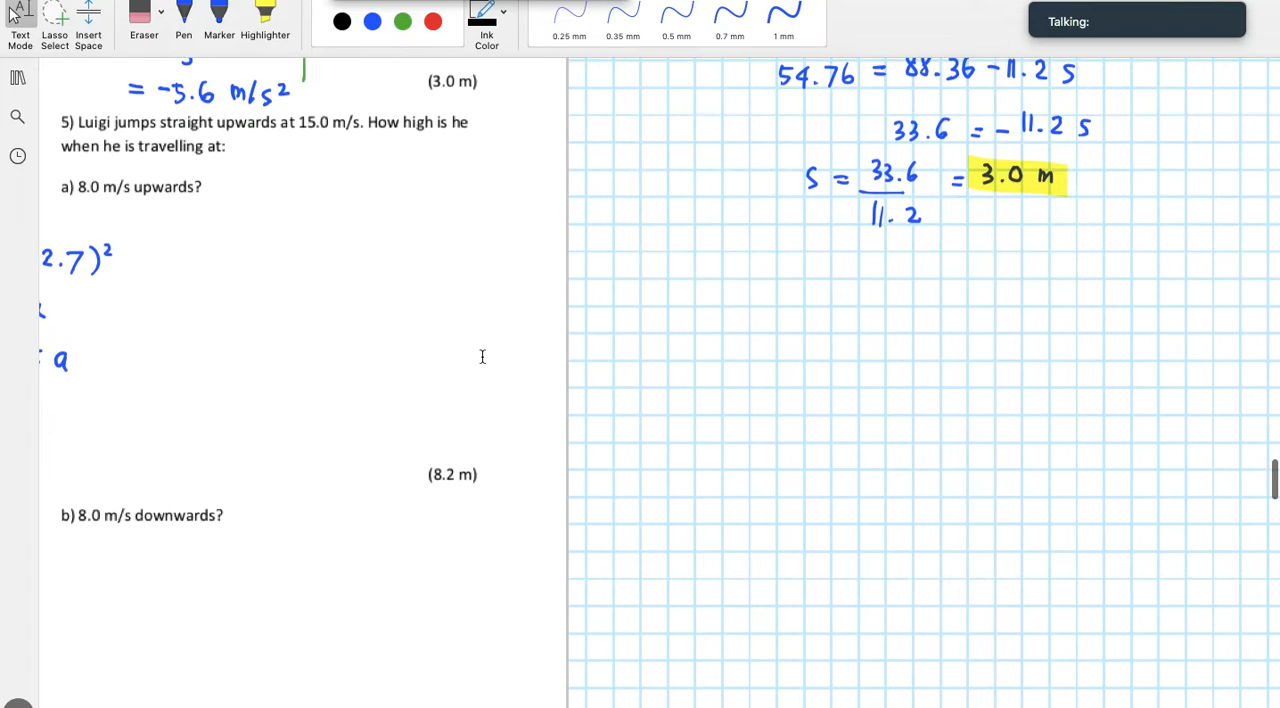 Text Mode
Lasso Select
Insert Space
Eraser
Pen
Marker
Highlighter
Ink Color
0.25 mm
0.35 mm
0.5 mm
0.7 mm
1 mm
Talking:
= -5.6 m/s²
(3.0 m)
5) Luigi jumps straight upwards at 15.0 m/s. How high is he
when he is travelling at:
a) 8.0 m/s upwards?
2.7)²
a
(8.2 m)
b) 8.0 m/s downwards?
54.76 = 88.36 - 11.2 s
33.6 = - 11.2 s
s = 33.6 = 3.0 m
11.2